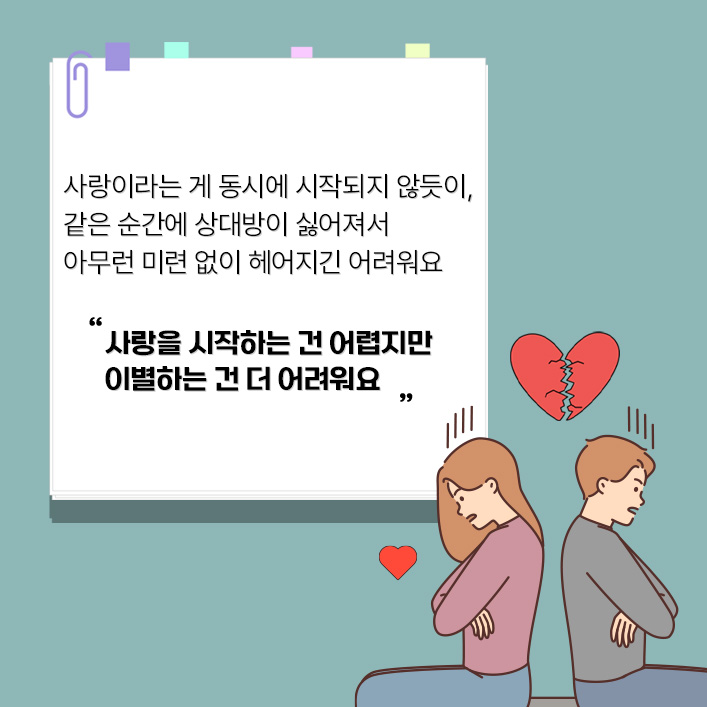 사랑이라는 게 동시에 시작되지 않듯이,
같은 순간에 상대방이 싫어져서
아무런 미련 없이 헤어지긴 어려워요
“사랑을 시작하는 건 어렵지만
이별하는 건 더 어려워요”